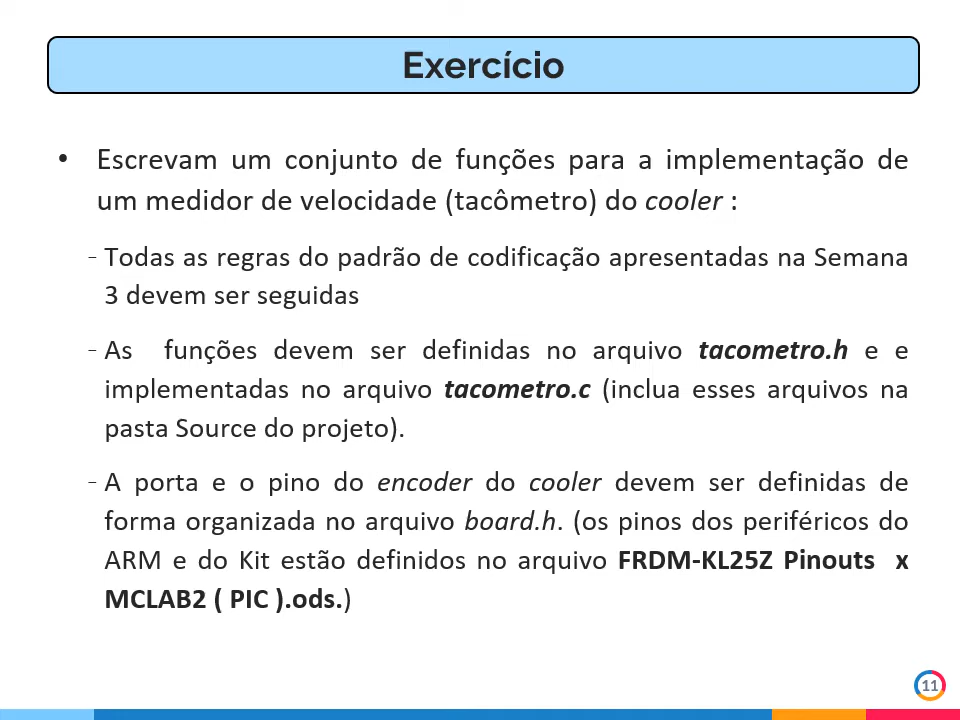 Exercício
• Escrevam um conjunto de funções para a implementação de
um medidor de velocidade (tacômetro) do cooler :
- Todas as regras do padrão de codificação apresentadas na Semana
3 devem ser seguidas
- As funções devem ser definidas no arquivo tacometro.h e e
implementadas no arquivo tacometro.c (inclua esses arquivos na
pasta Source do projeto).
- A porta e o pino do encoder do cooler devem ser definidas de
forma organizada no arquivo board.h. (os pinos dos periféricos do
ARM e do Kit estão definidos no arquivo FRDM-KL25Z Pinouts x
MCLAB2 ( PIC ).ods.)
11